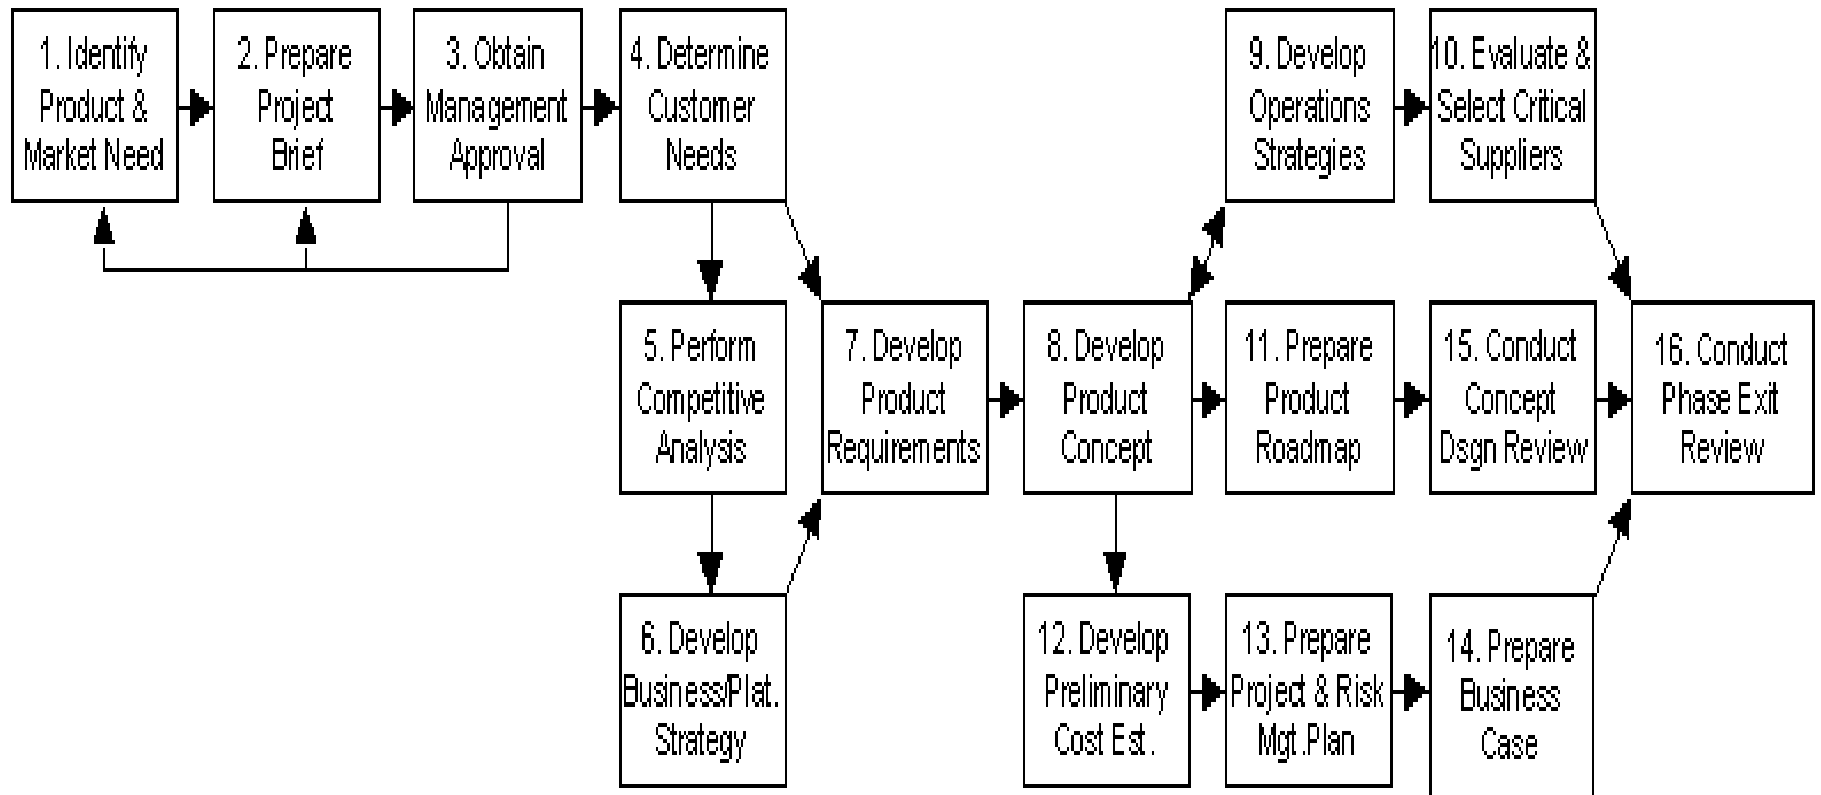 1. Identify
Product &
Market Need
2. Prepare
Project
Brief
3. Obtain
Management
Approval
4. Determine
Customer
Needs
5. Perform
Competitive
Analysis
6. Develop
Business/Plat.
Strategy
7. Develop
Product
Requirements
8. Develop
Product
Concept
9. Develop
Operations
Strategies
10. Evaluate &
Select Critical
Suppliers
11. Prepare
Product
Roadmap
12. Develop
Preliminary
Cost Est.
13. Prepare
Project & Risk
Mgt.Plan
14. Prepare
Business
Case
15. Conduct
Concept
Dsgn Review
16. Conduct
Phase Exit
Review